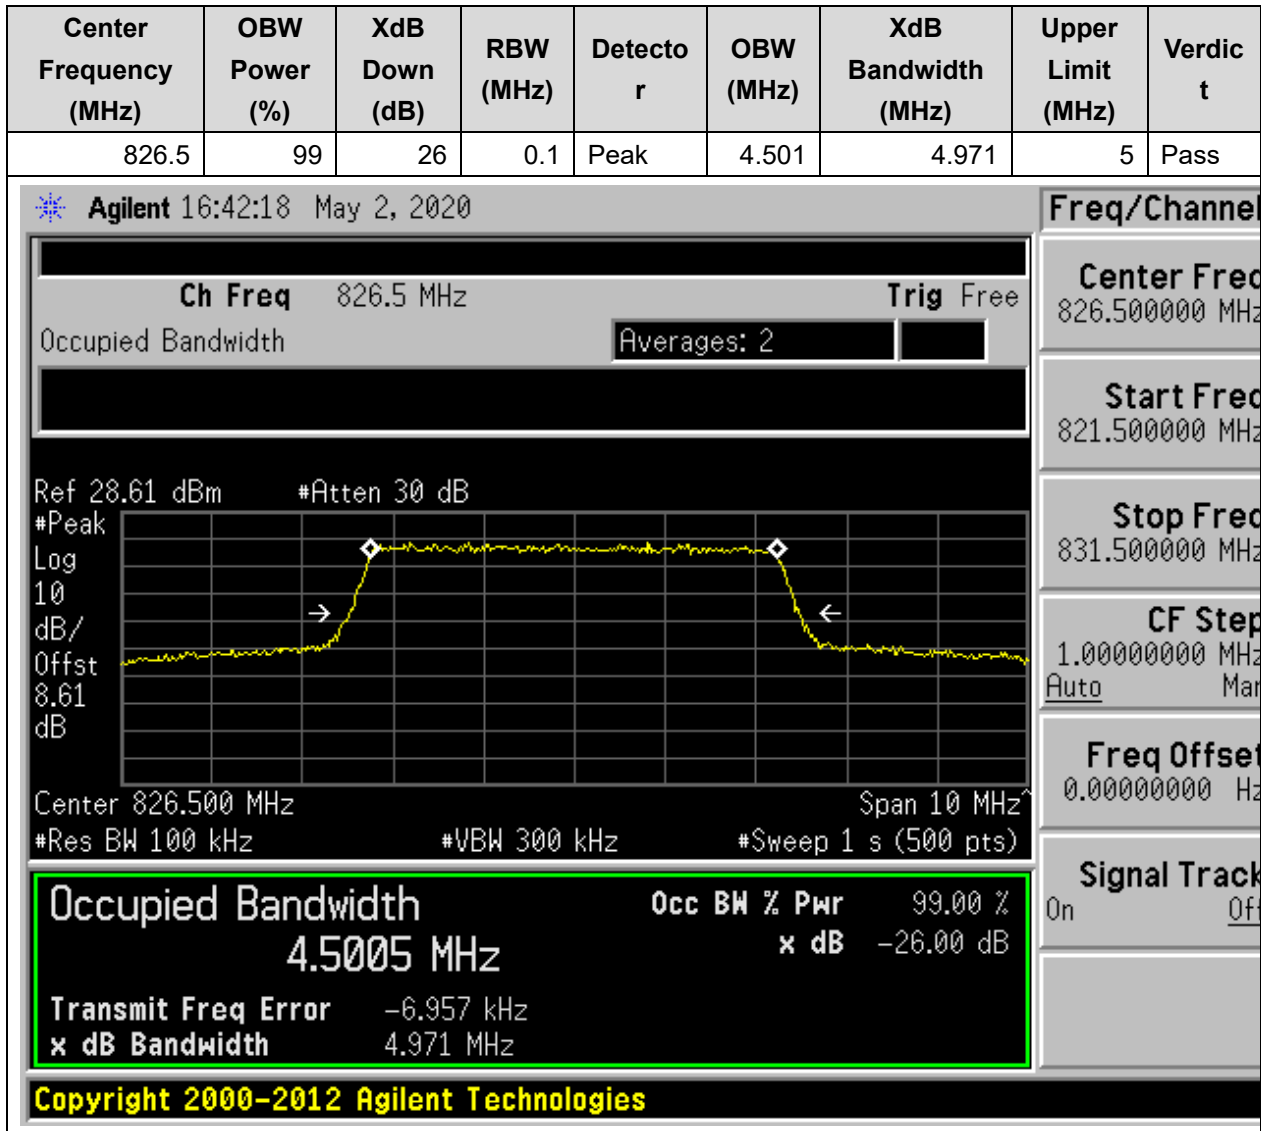 Center Frequency (MHz) OBW Power (%) XdB Down (dB) RBW (MHz) Detector OBW (MHz) XdB Bandwidth (MHz) Upper Limit (MHz) Verdict
826.5 99 26 0.1 Peak 4.501 4.971 5 Pass
Agilent 16:42:18 May 2, 2020
Freq/Channel
Ch Freq 826.5 MHz Trig Free
Occupied Bandwidth Averages: 2
Center Freq
826.500000 MHz
Start Freq
821.500000 MHz
Stop Freq
831.500000 MHz
CF Step
1.00000000 MHz
Auto Man
Freq Offset
0.00000000 Hz
Signal Track
On Off
Ref 28.61 dBm #Atten 30 dB
#Peak
Log
10
dB/
Offst
8.61
dB
Center 826.500 MHz Span 10 MHz^
#Res BW 100 kHz #VBW 300 kHz #Sweep 1 s (500 pts)
Occupied Bandwidth Occ BW % Pwr 99.00 %
4.5005 MHz x dB -26.00 dB
Transmit Freq Error -6.957 kHz
x dB Bandwidth 4.971 MHz
Copyright 2000-2012 Agilent Technologies